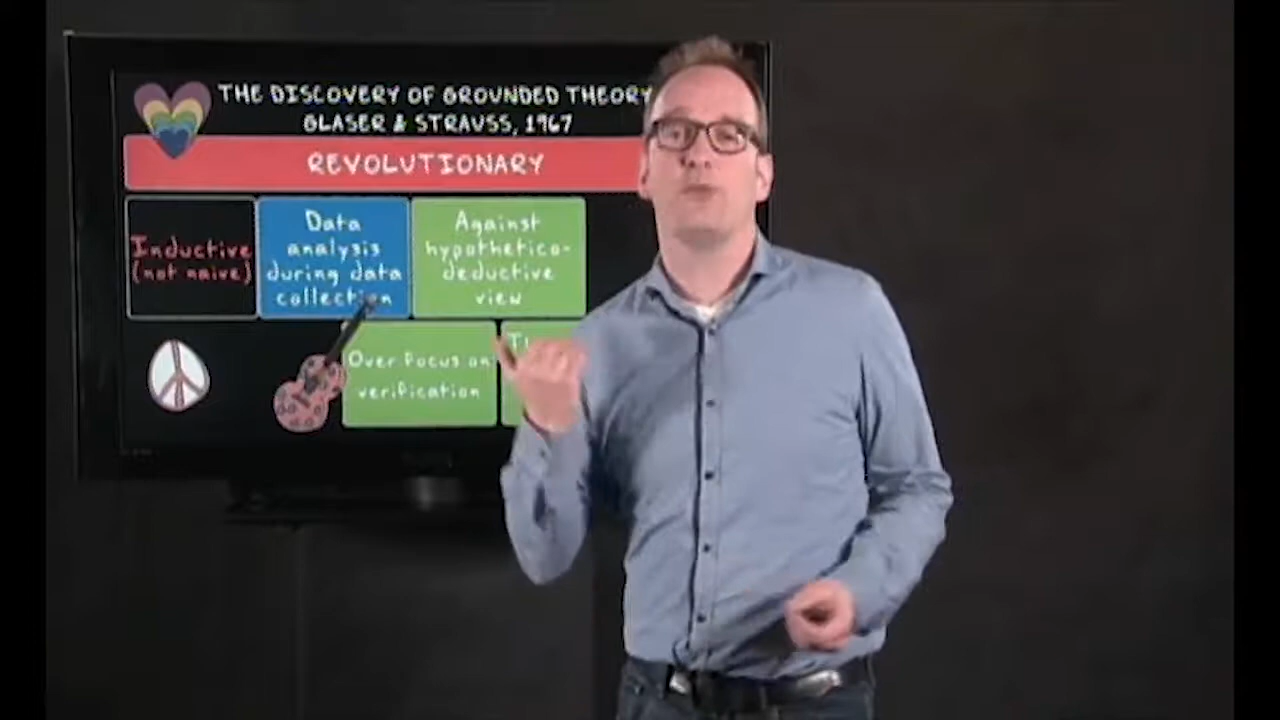 THE DISCOVERY OF GROUNDED THEORY
GLASER & STRAUSS, 1967
REVOLUTIONARY
Inductive
(not naive)
Data
analysis
during data
collection
Against
hypothetico-
deductive
view
Over focus on
verification